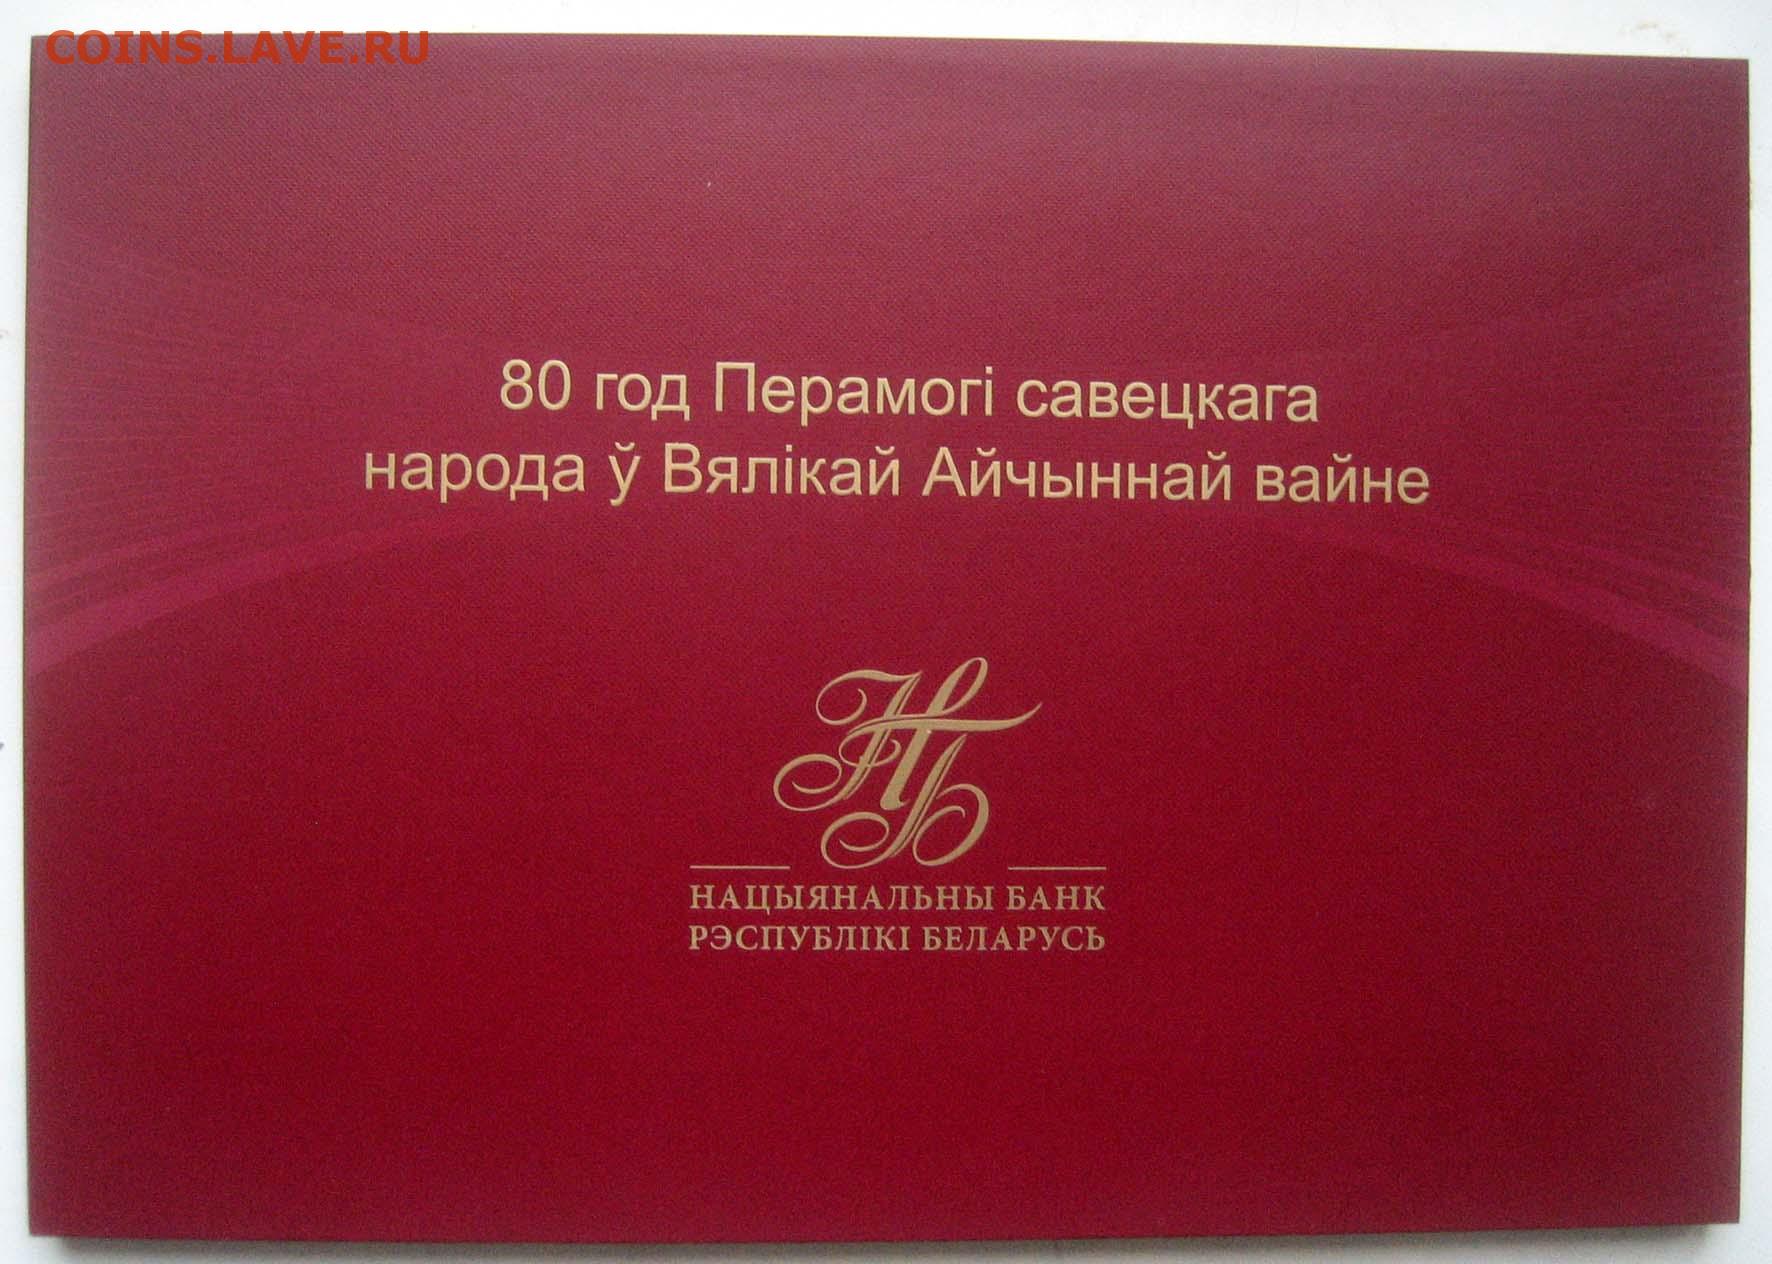 COINS.LAVE.RU
80 год Перамогі савецкага
народа ў Вялікай Айчыннай вайне
НБ
НАЦЫЯНАЛЬНЫ БАНК
РЭСПУБЛІКІ БЕЛАРУСЬ